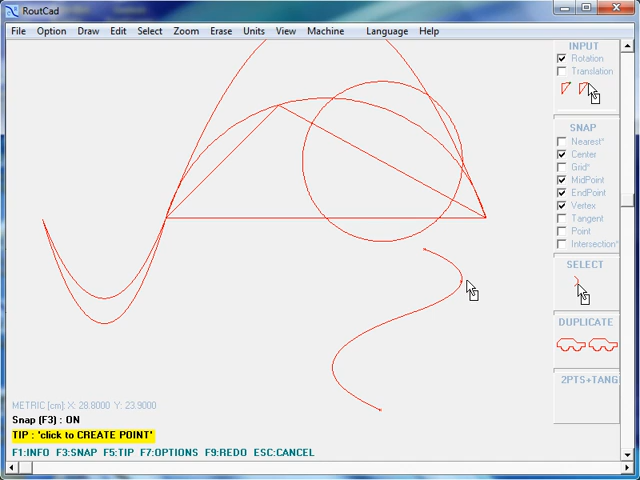 RoutCad
File Option Draw Edit Select Zoom Erase Units View Machine Language Help
INPUT
Rotation
Translation
SNAP
Nearest*
Center
Grid*
MidPoint
EndPoint
Vertex
Tangent
Point
Intersection*
SELECT
DUPLICATE
2PTS+TANG
METRIC [cm]: X: 28.8000 Y: 23.9000
Snap (F3) : ON
TIP : 'click to CREATE POINT'
F1:INFO F3:SNAP F5:TIP F7:OPTIONS F9:REDO ESC:CANCEL